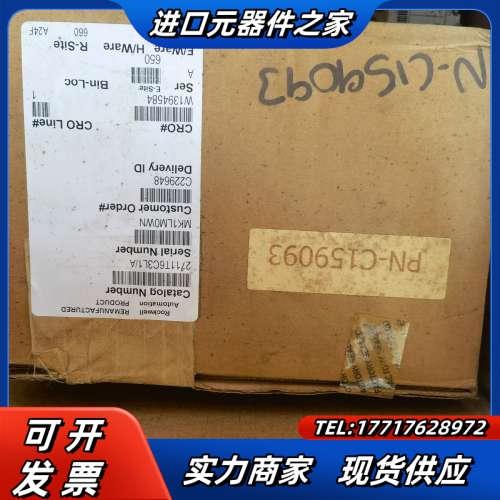 进口元器件之家
REMANUFACTURED
Rockwell
Automation
PRODUCT
Catalog Number
2711T6C3L1/A
Serial Number
MK1LM0WN
Customer Order#
C229648
Delivery ID
CRO#
CRO Line#
W1394584
1
Ser
E-Site
Bin-Loc
A
650
F/Ware
H/Ware
R-Site
660
A24F
N-C159093
PN-C159093
TEL:17717628972
可开
发票
实力商家
现货供应